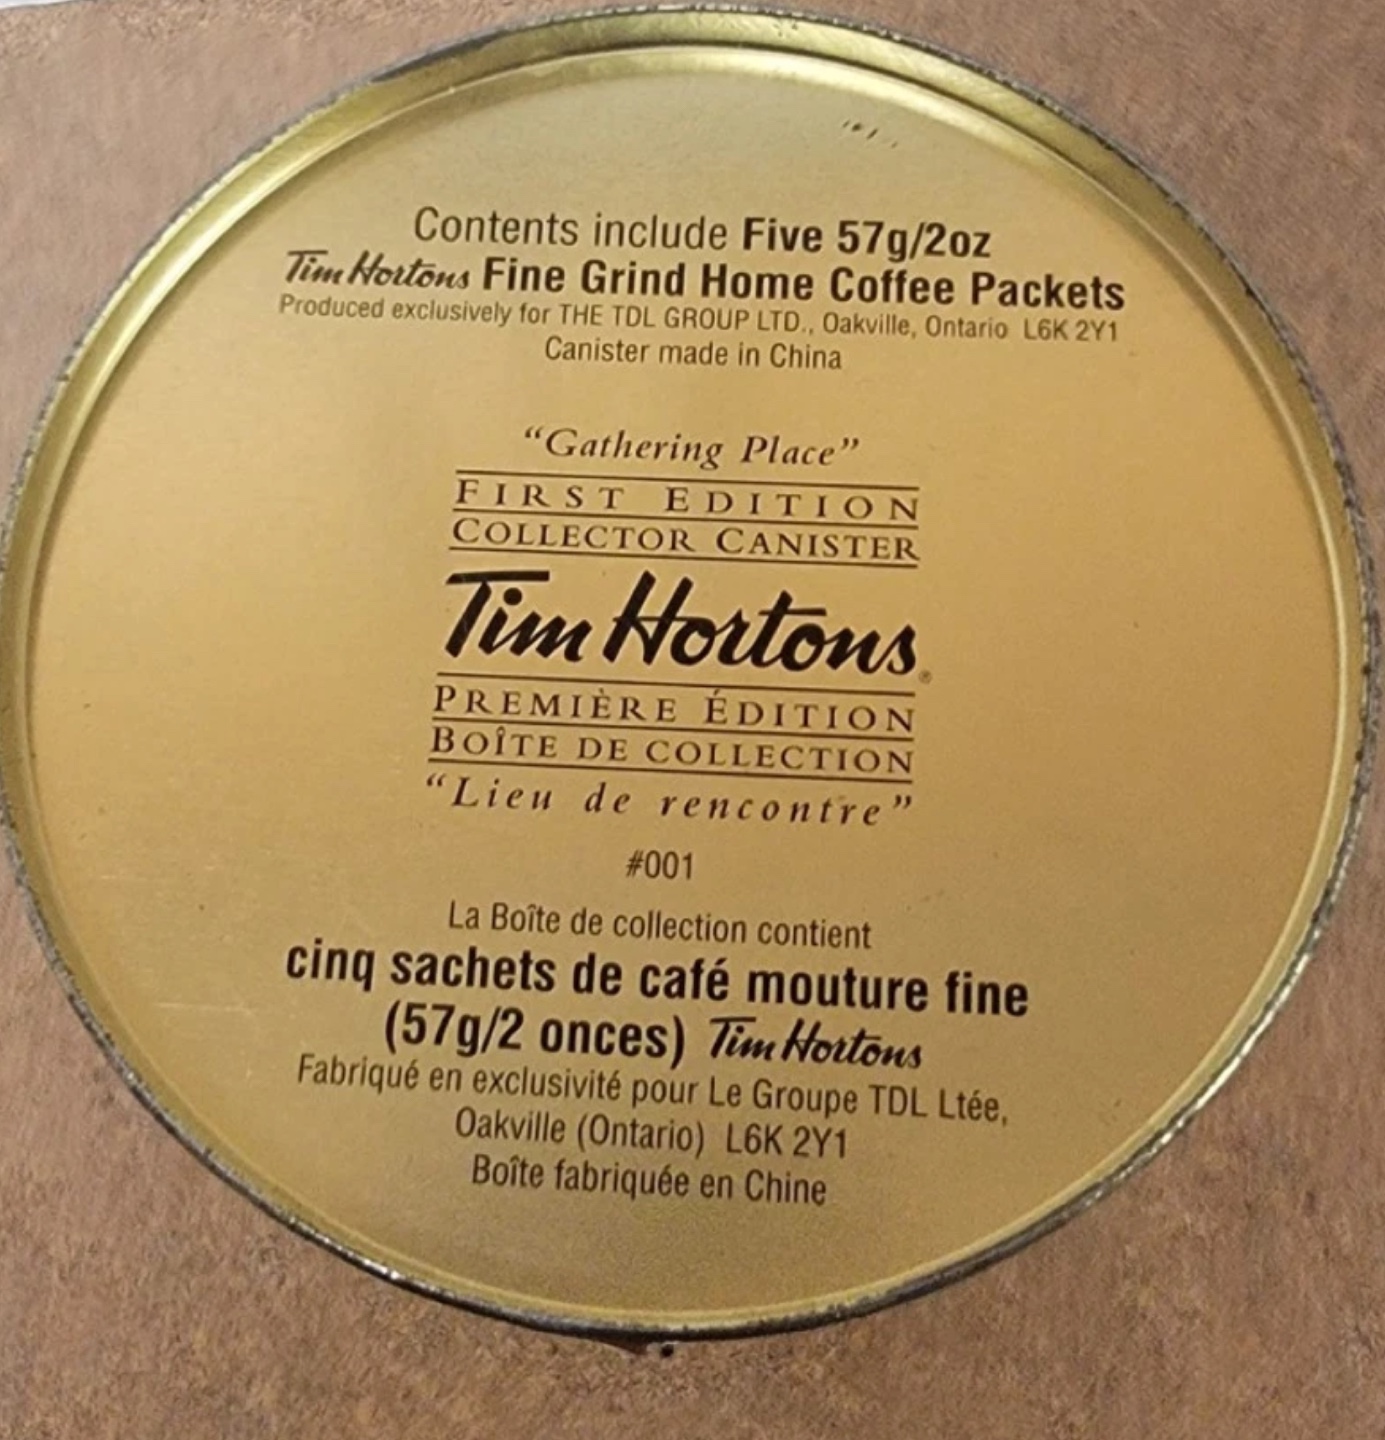 Contents include Five 57g/2oz
Tim Hortons Fine Grind Home Coffee Packets
Produced exclusively for THE TDL GROUP LTD., Oakville, Ontario L6K 2Y1
Canister made in China
“Gathering Place”
FIRST EDITION
COLLECTOR CANISTER
Tim Hortons®
PREMIÈRE ÉDITION
BOÎTE DE COLLECTION
“Lieu de rencontre”
#001
La Boîte de collection contient
cinq sachets de café mouture fine
(57g/2 onces) Tim Hortons
Fabriqué en exclusivité pour Le Groupe TDL Ltée,
Oakville (Ontario) L6K 2Y1
Boîte fabriquée en Chine